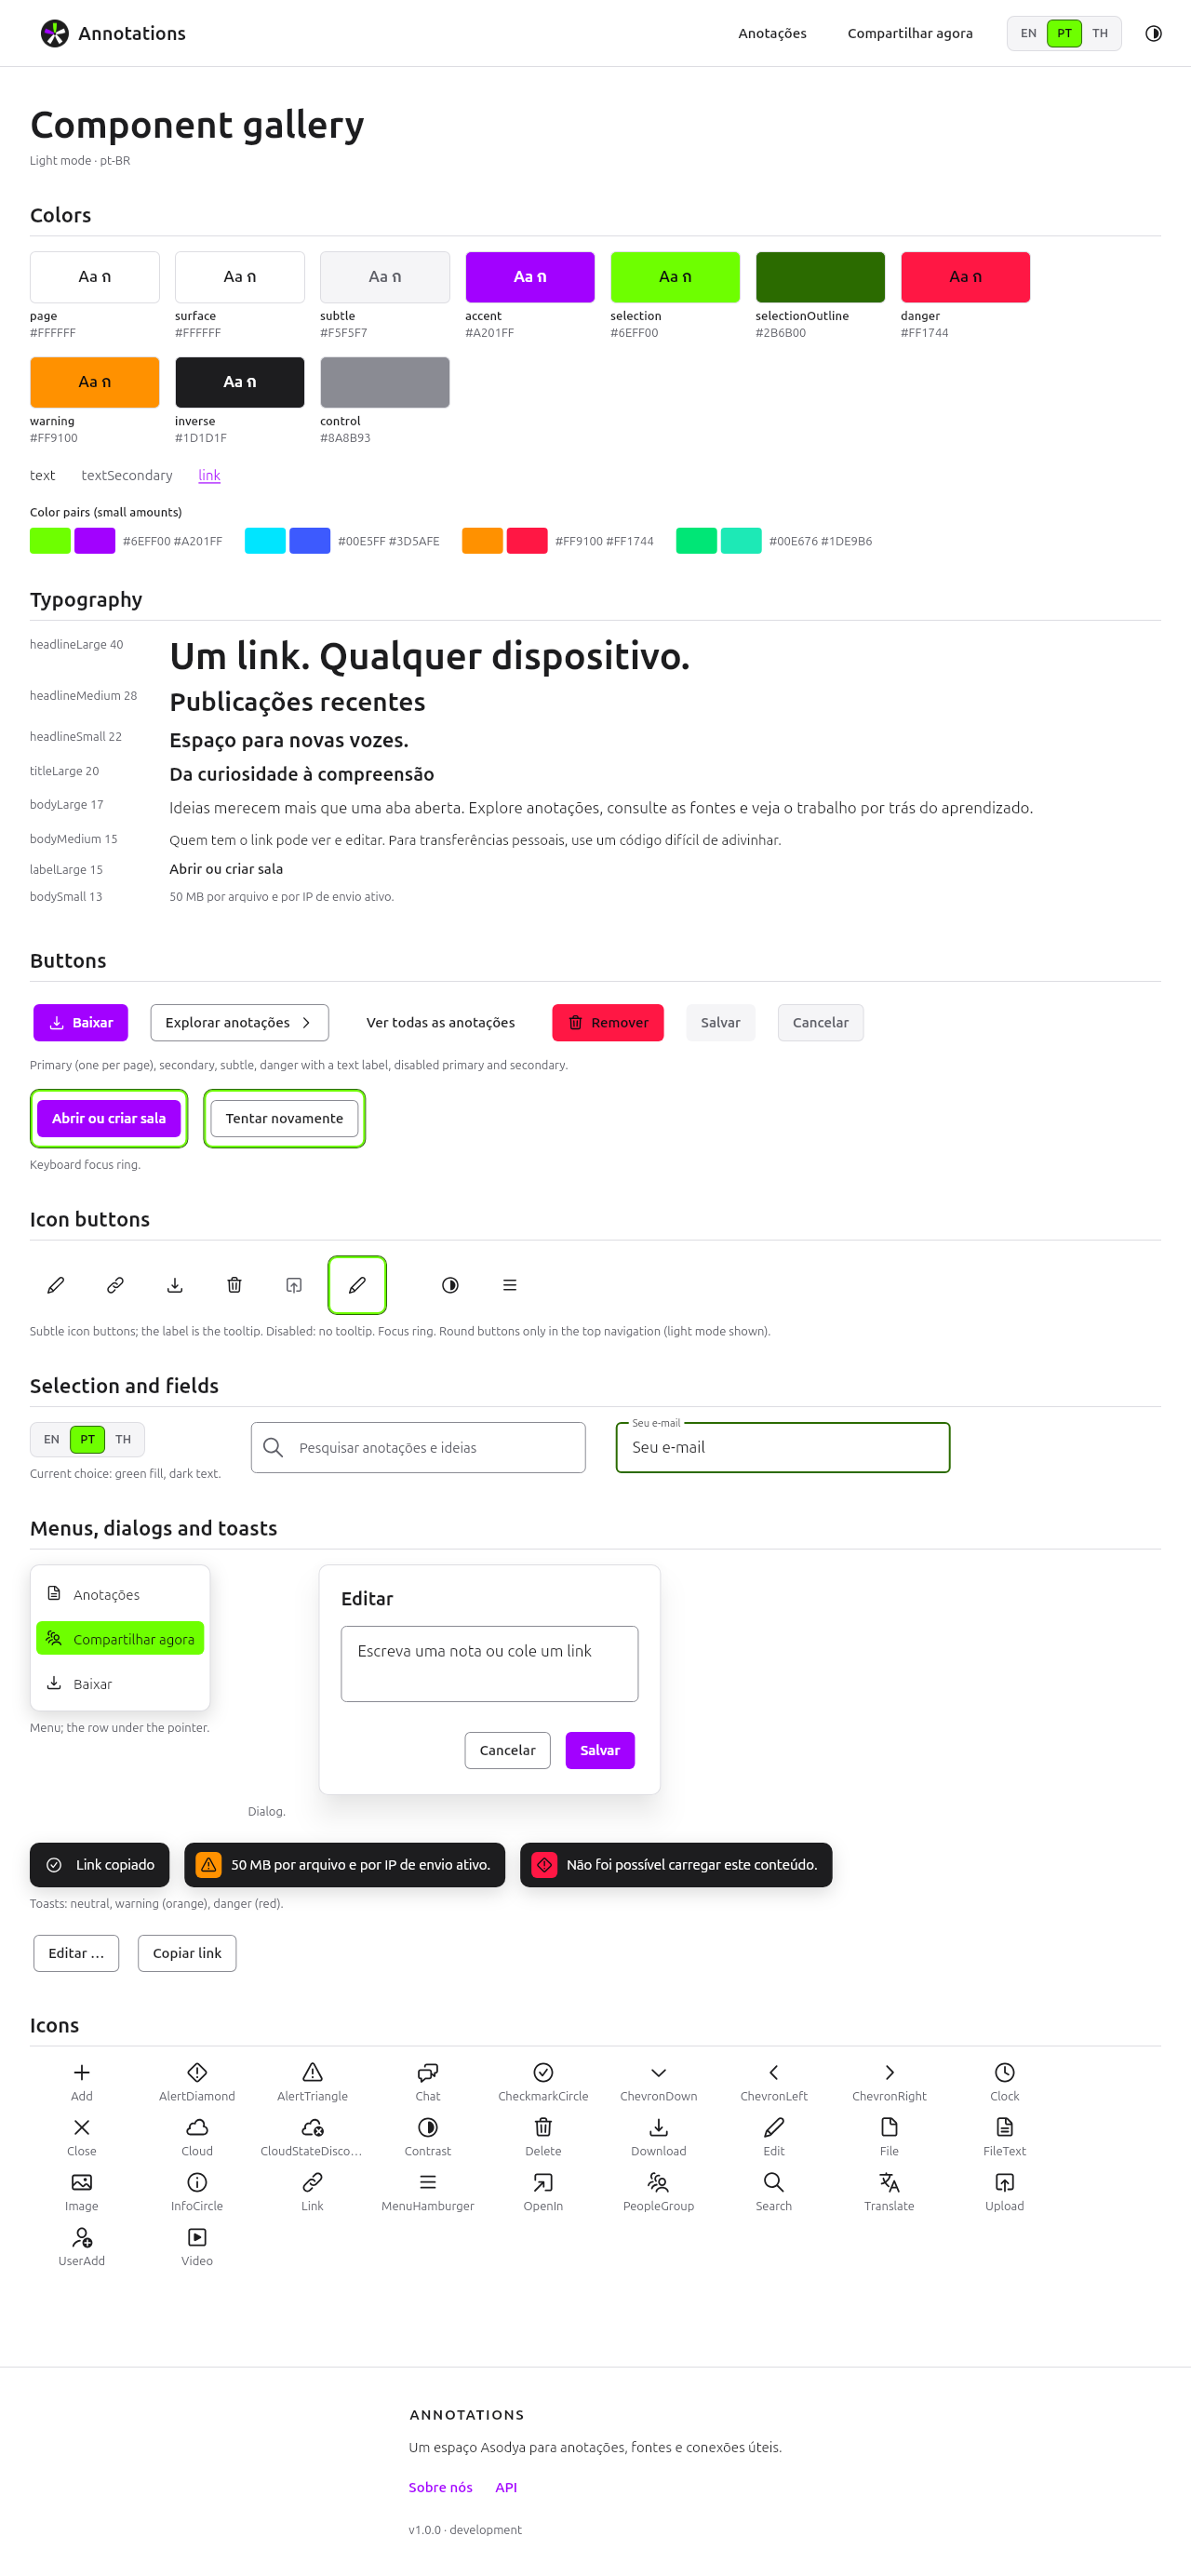 Annotations
Anotações Compartilhar agora EN PT TH
Component gallery
Light mode · pt-BR
Colors
Aa ก Aa ก Aa ก Aa ก Aa ก Aa ก
page surface subtle accent selection selectionOutline danger
#FFFFFF #FFFFFF #F5F5F7 #A201FF #6EFF00 #2B6B00 #FF1744
Aa ก Aa ก
warning inverse control
#FF9100 #1D1D1F #8A8B93
text textSecondary link
Color pairs (small amounts)
#6EFF00 #A201FF #00E5FF #3D5AFE #FF9100 #FF1744 #00E676 #1DE9B6
Typography
headlineLarge 40 Um link. Qualquer dispositivo.
headlineMedium 28 Publicações recentes
headlineSmall 22 Espaço para novas vozes.
titleLarge 20 Da curiosidade à compreensão
bodyLarge 17 Ideias merecem mais que uma aba aberta. Explore anotações, consulte as fontes e veja o trabalho por trás do aprendizado.
bodyMedium 15 Quem tem o link pode ver e editar. Para transferências pessoais, use um código difícil de adivinhar.
labelLarge 15 Abrir ou criar sala
bodySmall 13 50 MB por arquivo e por IP de envio ativo.
Buttons
Baixar Explorar anotações Ver todas as anotações Remover Salvar Cancelar
Primary (one per page), secondary, subtle, danger with a text label, disabled primary and secondary.
Abrir ou criar sala Tentar novamente
Keyboard focus ring.
Icon buttons
Subtle icon buttons; the label is the tooltip. Disabled: no tooltip. Focus ring. Round buttons only in the top navigation (light mode shown).
Selection and fields
Seu e-mail
EN PT TH Pesquisar anotações e ideias Seu e-mail
Current choice: green fill, dark text.
Menus, dialogs and toasts
Anotações
Compartilhar agora
Baixar
Menu; the row under the pointer.
Editar
Escreva uma nota ou cole um link
Cancelar Salvar
Dialog.
Link copiado 50 MB por arquivo e por IP de envio ativo. Não foi possível carregar este conteúdo.
Toasts: neutral, warning (orange), danger (red).
Editar … Copiar link
Icons
Add AlertDiamond AlertTriangle Chat CheckmarkCircle ChevronDown ChevronLeft ChevronRight Clock
Close Cloud CloudStateDisco… Contrast Delete Download Edit File FileText
Image InfoCircle Link MenuHamburger OpenIn PeopleGroup Search Translate Upload
UserAdd Video
ANNOTATIONS
Um espaço Asodya para anotações, fontes e conexões úteis.
Sobre nós API
v1.0.0 · development